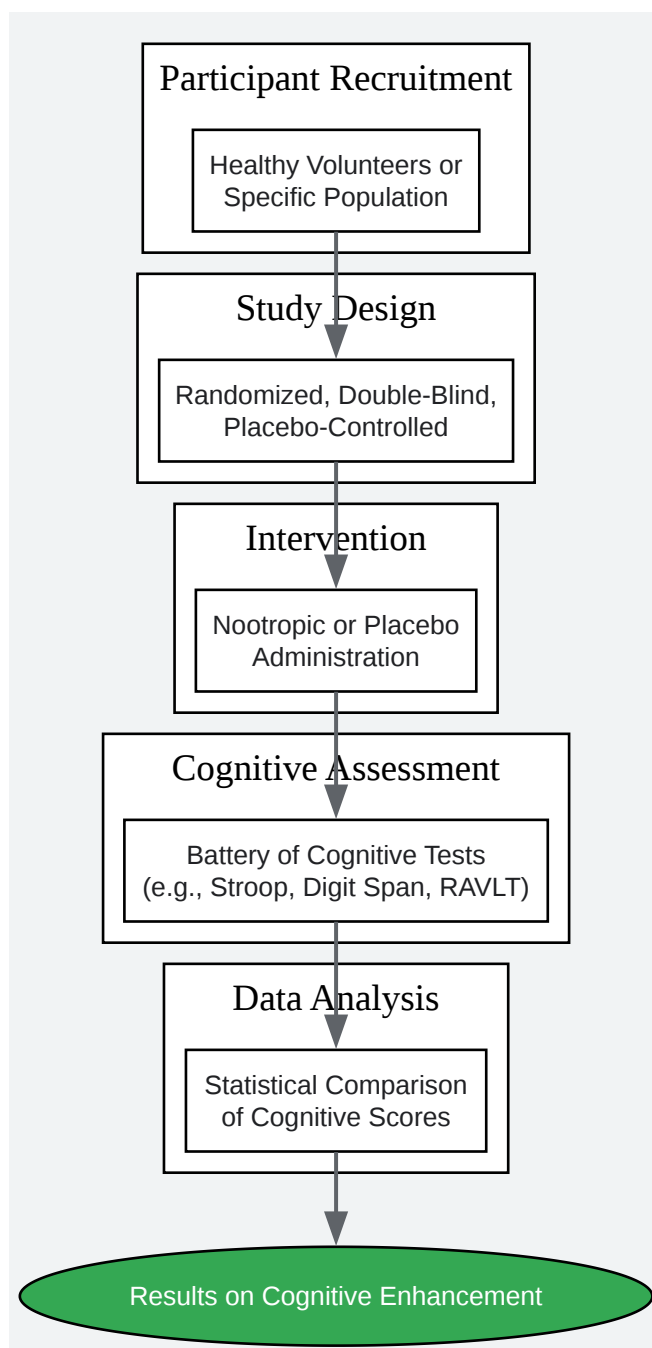 Participant Recruitment
Healthy Volunteers or
Specific Population
Study Design
Randomized, Double-Blind,
Placebo-Controlled
Intervention
Nootropic or Placebo
Administration
Cognitive Assessment
Battery of Cognitive Tests
(e.g., Stroop, Digit Span, RAVLT)
Data Analysis
Statistical Comparison
of Cognitive Scores
Results on Cognitive Enhancement